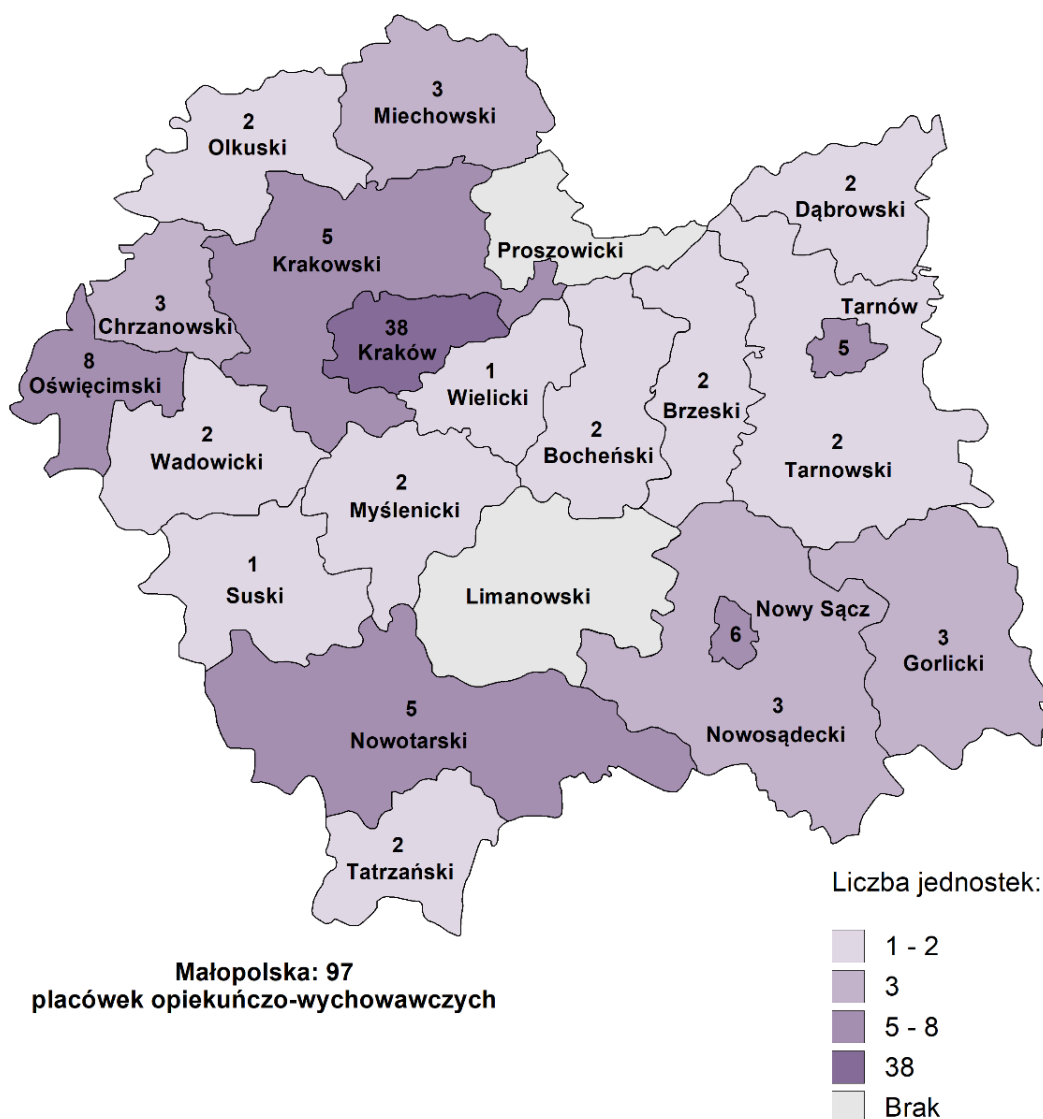 3
Miechowski
2
Olkuski
2
Dąbrowski
5
Krakowski
Proszowicki
3
Chrzanowski
Tarnów
5
38
Kraków
8
Oświęcimski
1
Wielicki
2
Brzeski
2
Wadowicki
2
Bocheński
2
Tarnowski
2
Myślenicki
1
Suski
Limanowski
Nowy Sącz
6
3
Gorlicki
5
Nowotarski
3
Nowosądecki
2
Tatrzański
Małopolska: 97
placówek opiekuńczo-wychowawczych
Liczba jednostek:
1 - 2
3
5 - 8
38
Brak